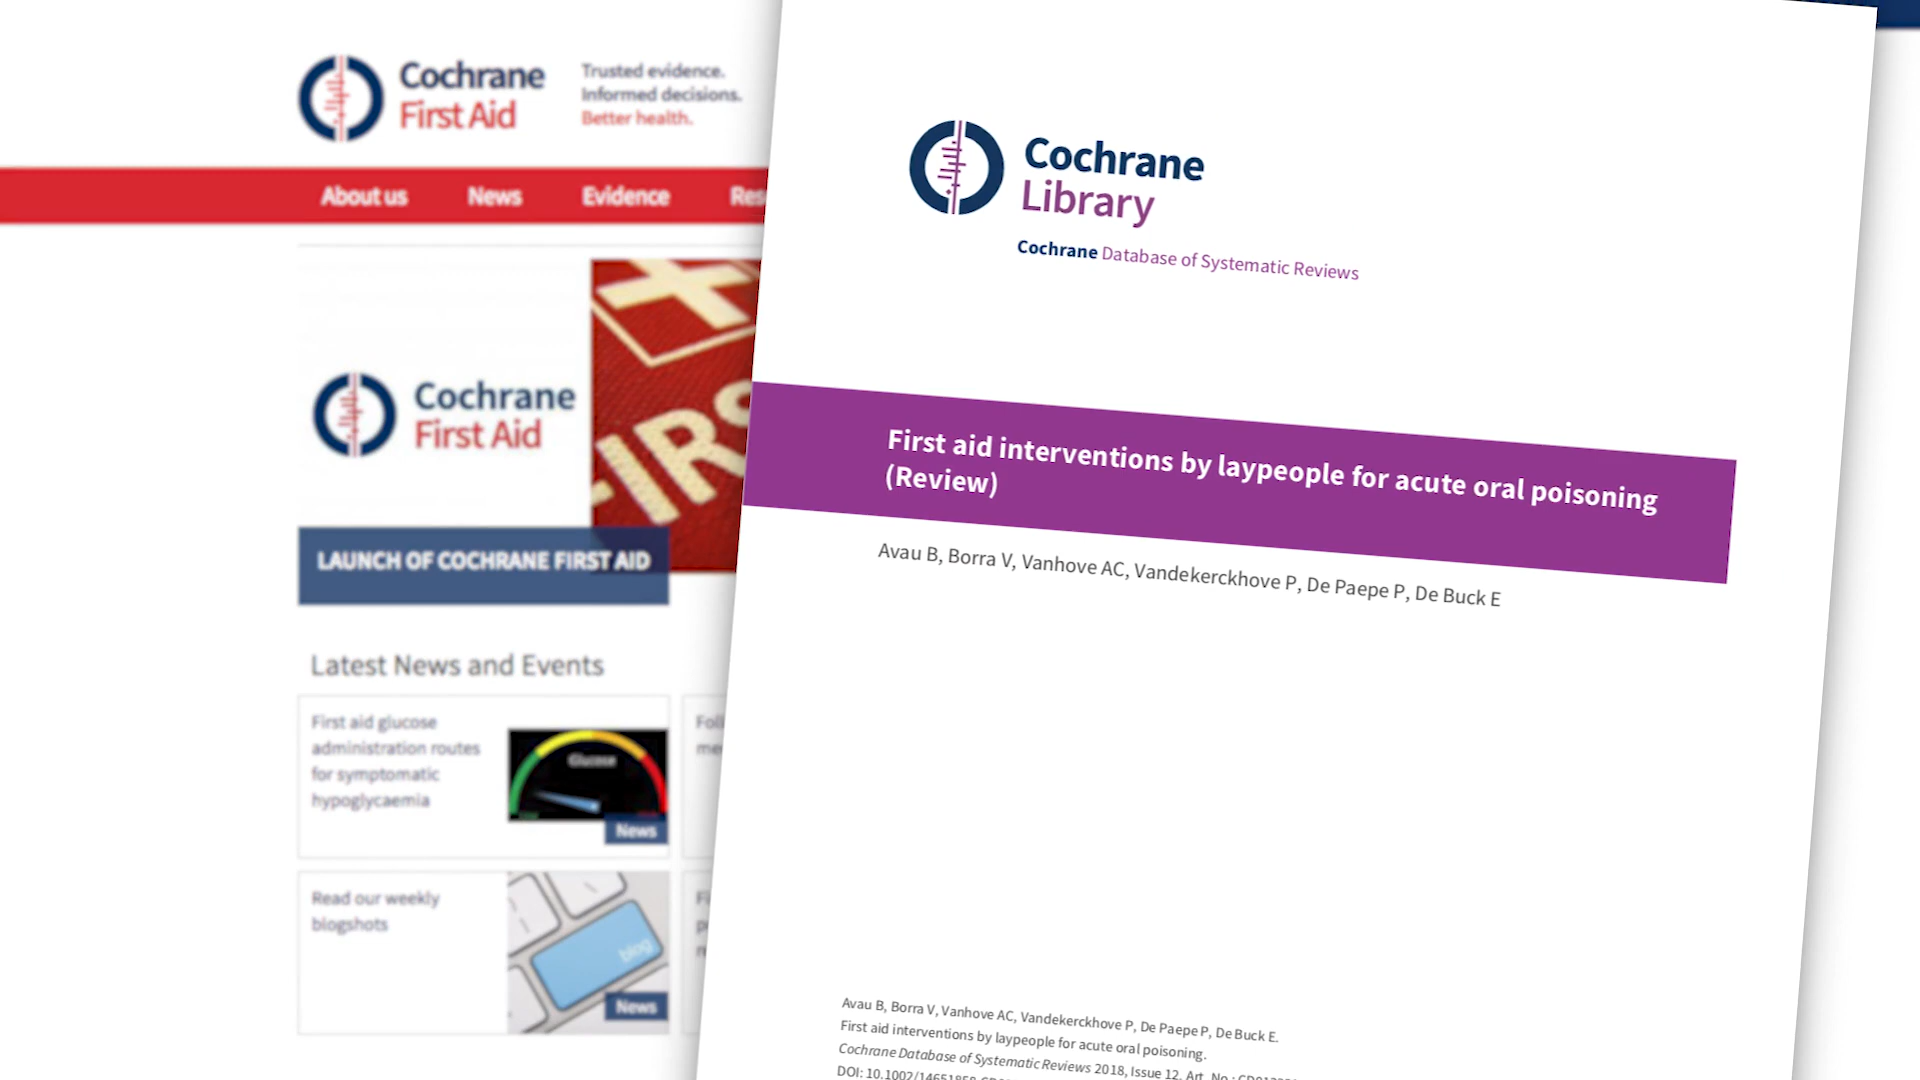 Cochrane
First Aid
Trusted evidence.
Informed decisions.
Better health.
About us
News
Evidence
Cochrane
First Aid
FIRS
LAUNCH OF COCHRANE FIRST AID
Latest News and Events
First aid glucose
administration routes
for symptomatic
hypoglycaemia
Glucose
News
Read our weekly
blogshots
blog
News
Cochrane
Library
Cochrane Database of Systematic Reviews
First aid interventions by laypeople for acute oral poisoning
(Review)
Avau B, Borra V, Vanhove AC, Vandekerckhove P, De Paepe P, De Buck E
Avau B, Borra V, Vanhove AC, Vandekerckhove P, De Paepe P, De Buck E.
First aid interventions by laypeople for acute oral poisoning.
Cochrane Database of Systematic Reviews 2018, Issue 12. Art. No.:
DOI: